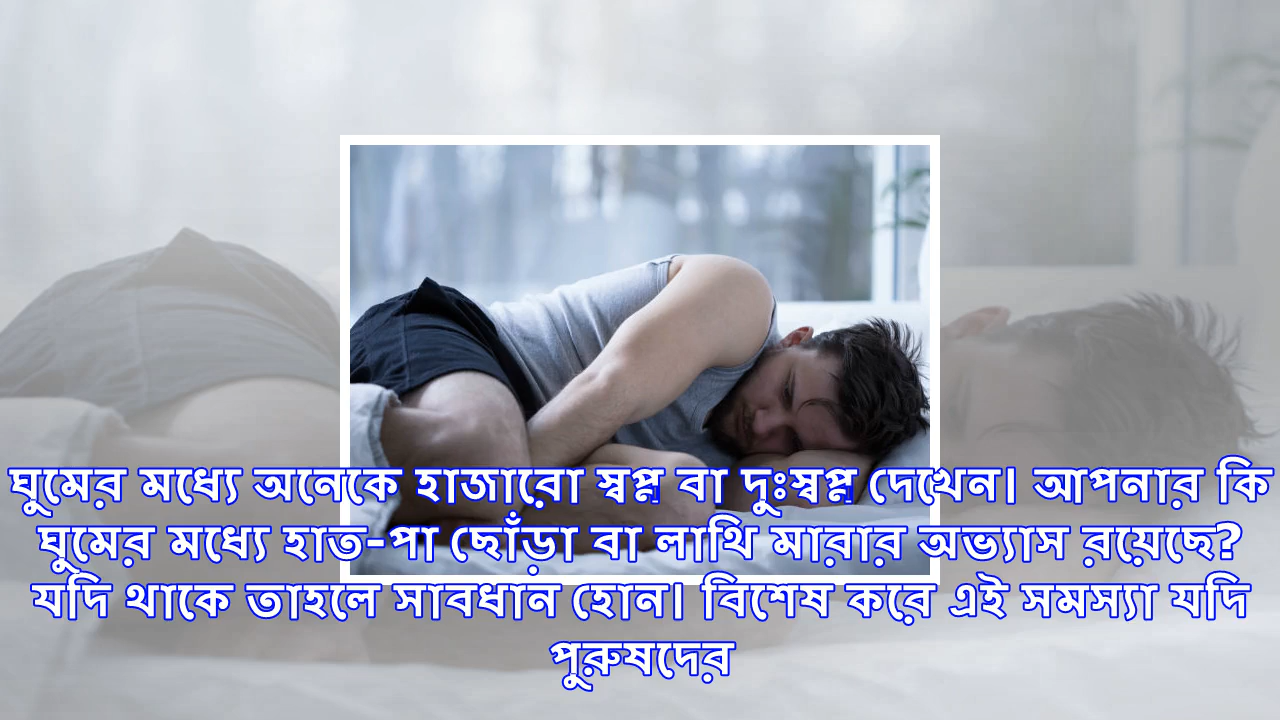 ঘুমের মধ্যে অনেকে হাজারো স্বপ্ন বা দুঃস্বপ্ন দেখেন। আপনার কি
ঘুমের মধ্যে হাত-পা ছোঁড়া বা লাথি মারার অভ্যাস রয়েছে?
যদি থাকে তাহলে সাবধান হোন। বিশেষ করে এই সমস্যা যদি
পুরুষদের